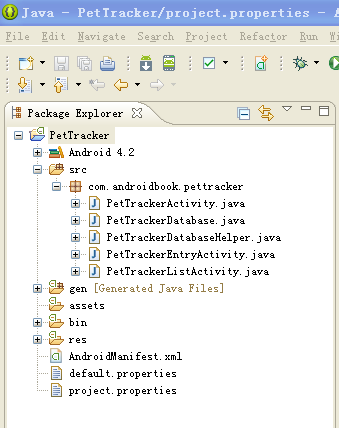 Java - PetTracker/project.properties - A
File Edit Navigate Search Project Refactor Run Wi
Package Explorer
PetTracker
Android 4.2
src
com.androidbook.pettracker
PetTrackerActivity.java
PetTrackerDatabase.java
PetTrackerDatabaseHelper.java
PetTrackerEntryActivity.java
PetTrackerListActivity.java
gen [Generated Java Files]
assets
bin
res
AndroidManifest.xml
default.properties
project.properties